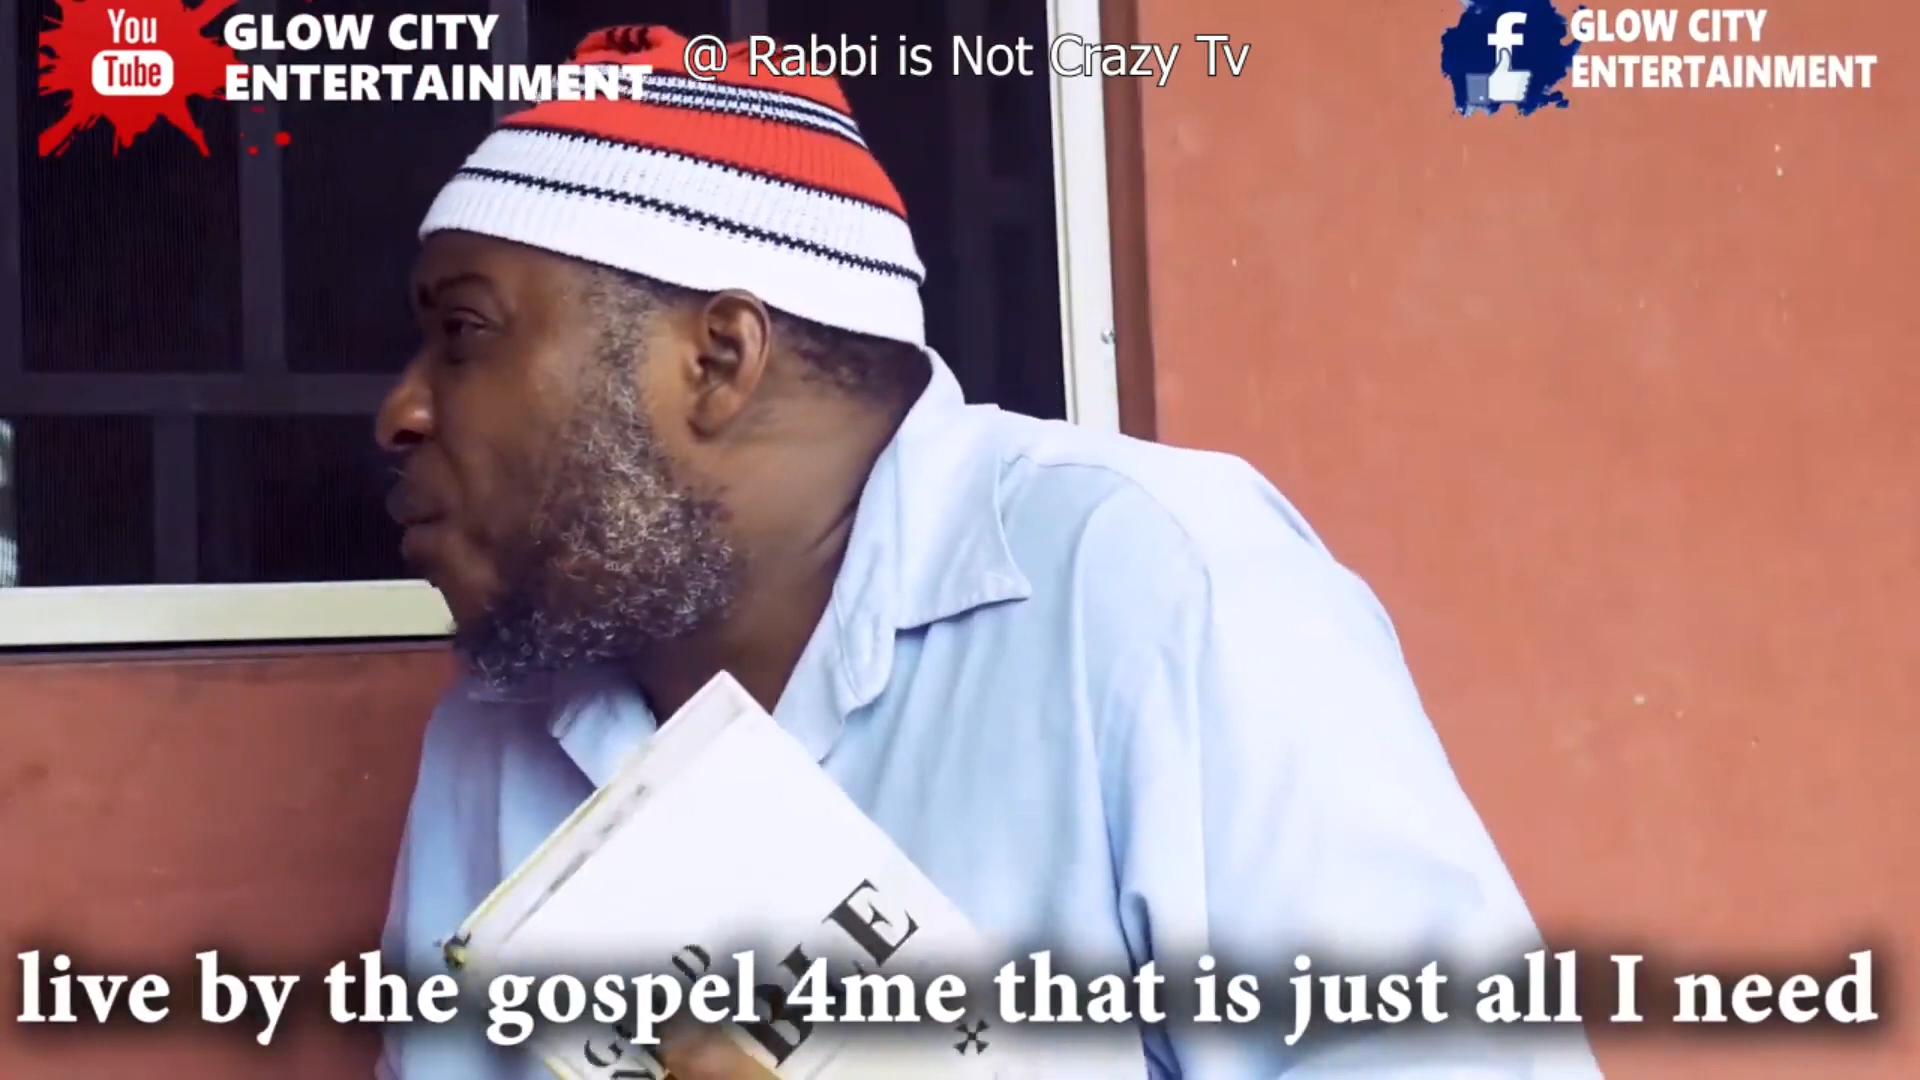 You
Tube
GLOW CITY
ENTERTAINMENT
@ Rabbi is Not Crazy Tv
f
GLOW CITY
ENTERTAINMENT
BIBLE
live by the gospel 4me that is just all I need